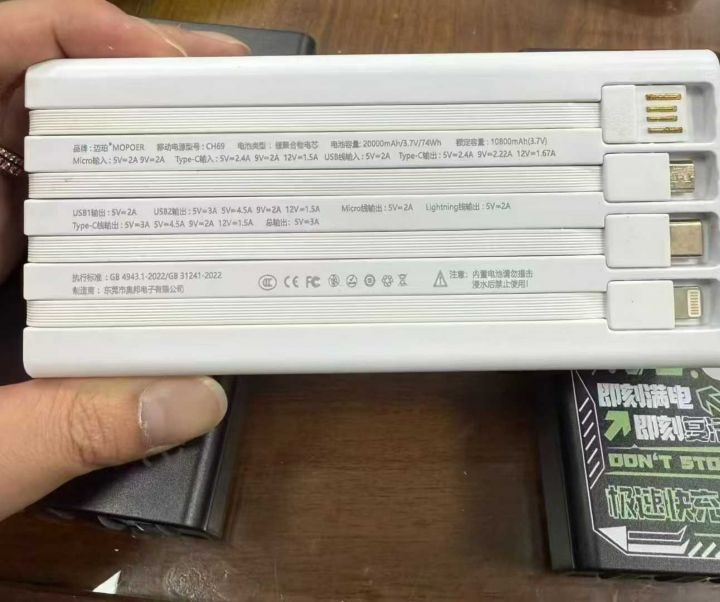 品牌：迈珀®MOPOER 移动电源型号：CH69 电池类型：锂聚合物电芯 电池容量：20000mAh/3.7V/74Wh 额定容量：10800mAh(3.7V)
Micro输入：5V=2A 9V=2A Type-C输入：5V=2.4A 9V=2A 12V=1.5A USB线输入：5V=2A Type-C输出：5V=2.4A 9V=2.22A 12V=1.67A
USB1输出：5V=2A USB2输出：5V=3A 5V=4.5A 9V=2A 12V=1.5A Micro线输出：5V=2A Lightning线输出：5V=2A
Type-C线输出：5V=3A 5V=4.5A 9V=2A 12V=1.5A 总输出：5V=3A
执行标准：GB 4943.1-2022/GB 31241-2022
制造商：东莞市奥邦电子有限公司
CCC CE FC
注意：内置电池请勿撞击
浸水后禁止使用！
即刻满电
即刻复活
DON'T STO
极速快充